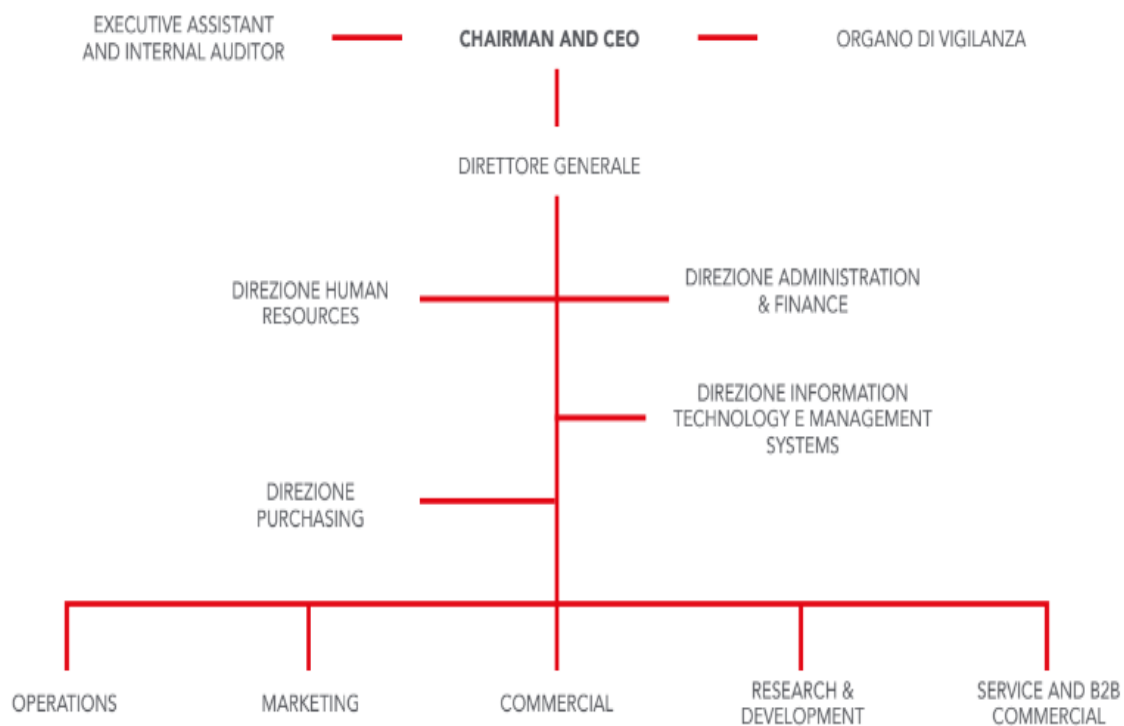 EXECUTIVE ASSISTANT
AND INTERNAL AUDITOR
CHAIRMAN AND CEO
ORGANO DI VIGILANZA
DIRETTORE GENERALE
DIREZIONE HUMAN
RESOURCES
DIREZIONE ADMINISTRATION
& FINANCE
DIREZIONE INFORMATION
TECHNOLOGY E MANAGEMENT
SYSTEMS
DIREZIONE
PURCHASING
OPERATIONS
MARKETING
COMMERCIAL
RESEARCH &
DEVELOPMENT
SERVICE AND B2B
COMMERCIAL